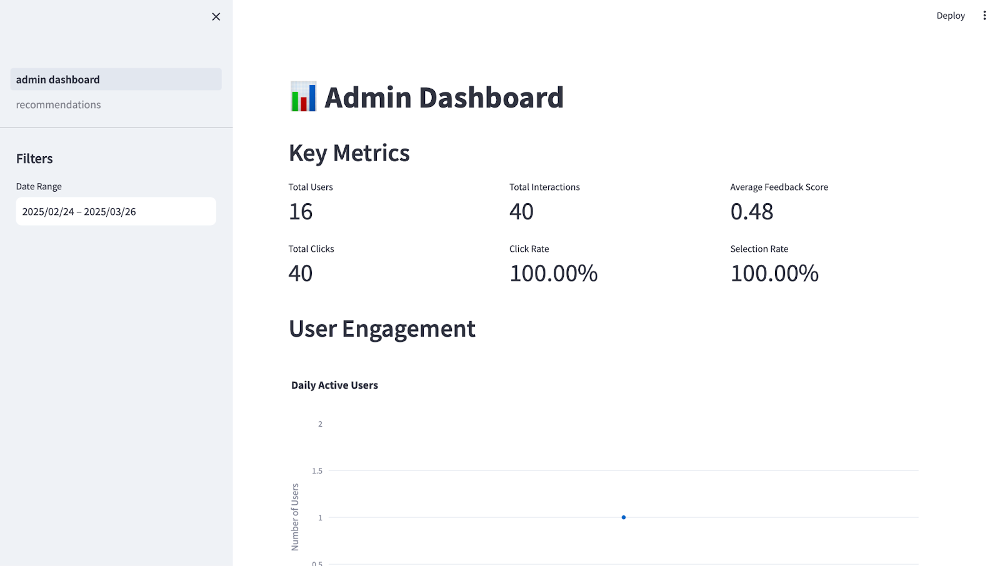 Deploy
admin dashboard
recommendations
Filters
Date Range
2025/02/24 – 2025/03/26
Admin Dashboard
Key Metrics
Total Users
Total Interactions
Average Feedback Score
16
40
0.48
Total Clicks
Click Rate
Selection Rate
40
100.00%
100.00%
User Engagement
Daily Active Users
2
1.5
1
0.5
Number of Users